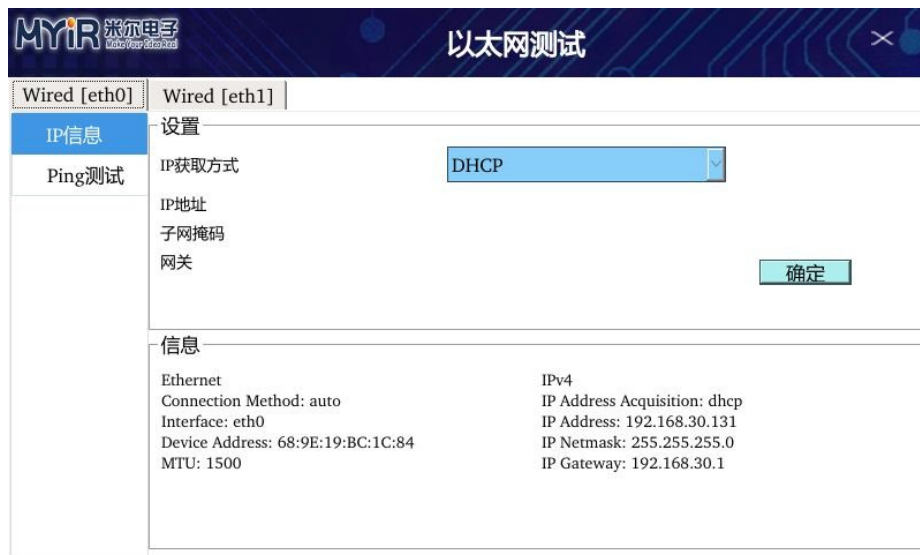 MYiR 米尔电子
Make Your Idea Real
以太网测试
Wired [eth0]
Wired [eth1]
IP信息
Ping测试
设置
IP获取方式
DHCP
IP地址
子网掩码
网关
确定
信息
Ethernet
Connection Method: auto
Interface: eth0
Device Address: 68:9E:19:BC:1C:84
MTU: 1500
IPv4
IP Address Acquisition: dhcp
IP Address: 192.168.30.131
IP Netmask: 255.255.255.0
IP Gateway: 192.168.30.1